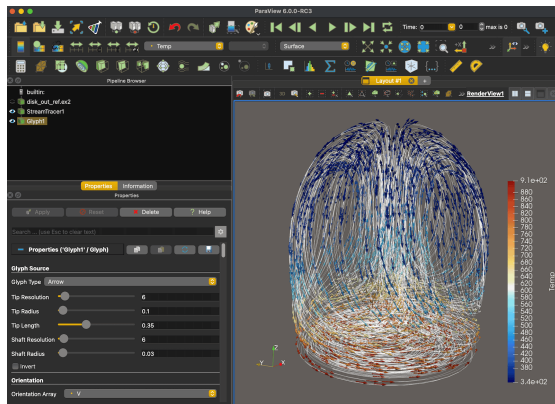 ParaView 6.0.0-RC3
Time: 0
0
max is 0
Temp
Surface
Pipeline Browser
Layout #1
builtin:
disk_out_ref.ex2
StreamTracer1
Glyph1
RenderView1
Properties
Information
Properties
Apply
Reset
Delete
? Help
Search ... (use Esc to clear text)
Properties ('Glyph1' / Glyph)
Glyph Source
Glyph Type
Arrow
Tip Resolution
6
Tip Radius
0.1
Tip Length
0.35
Shaft Resolution
6
Shaft Radius
0.03
Invert
Orientation
Orientation Array
V
9.1e+02
880
860
840
820
800
780
760
740
720
700
680
660
640
620
600
580
560
540
520
500
480
460
440
420
400
380
3.4e+02
Temp
Z
Y
X